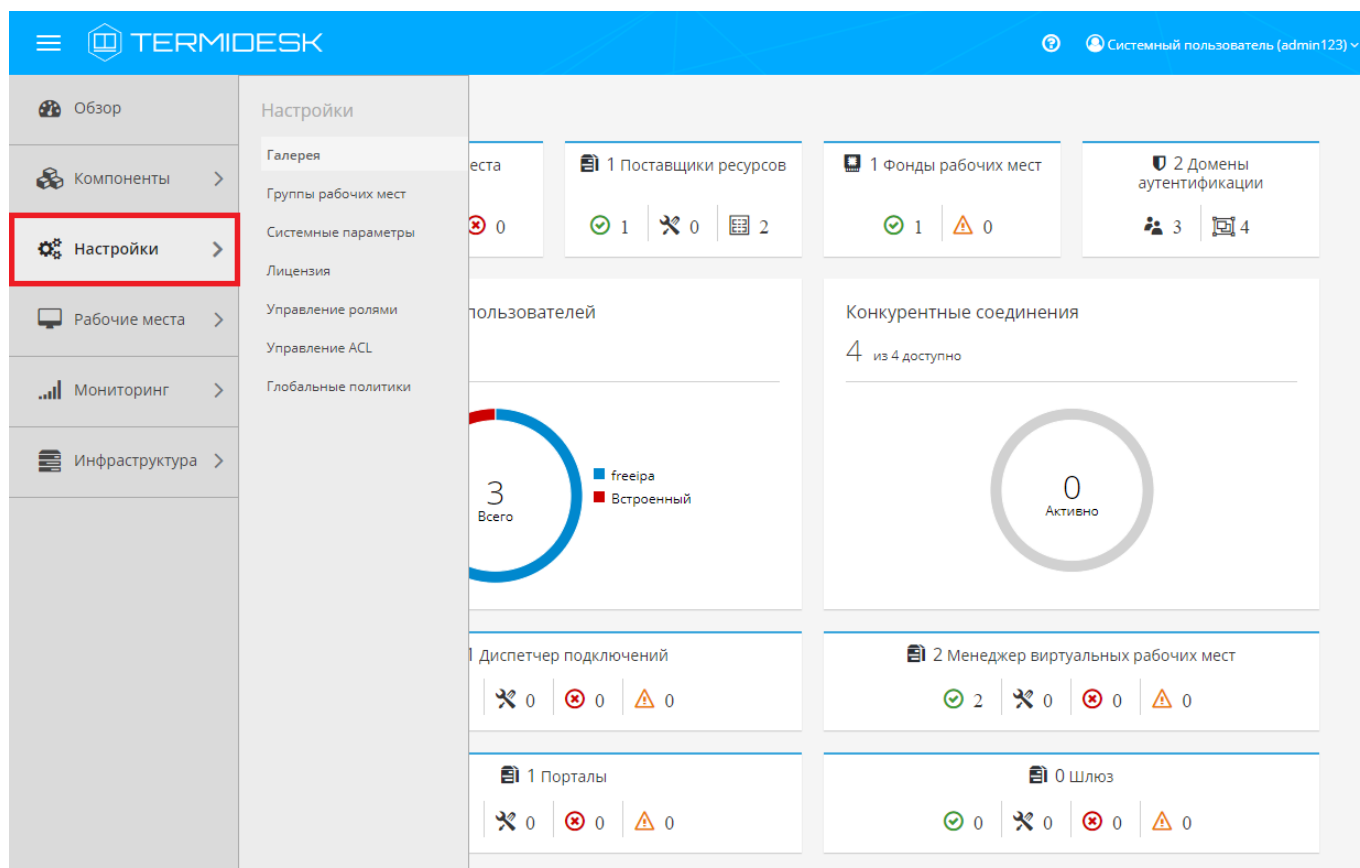 TERMIDESK
Системный пользователь (admin123)
Обзор
Компоненты
Настройки
Рабочие места
Мониторинг
Инфраструктура
Настройки
Галерея
Группы рабочих мест
Системные параметры
Лицензия
Управление ролями
Управление ACL
Глобальные политики
еста
0
1 Поставщики ресурсов
1 0 2
1 Фонды рабочих мест
1 0
2 Домены
аутентификации
3 4
пользователей
3
Всего
freeipa
Встроенный
Конкурентные соединения
4 из 4 доступно
0
Активно
1 Диспетчер подключений
0 0 0
2 Менеджер виртуальных рабочих мест
2 0 0 0
1 Порталы
0 0 0
0 Шлюз
0 0 0 0